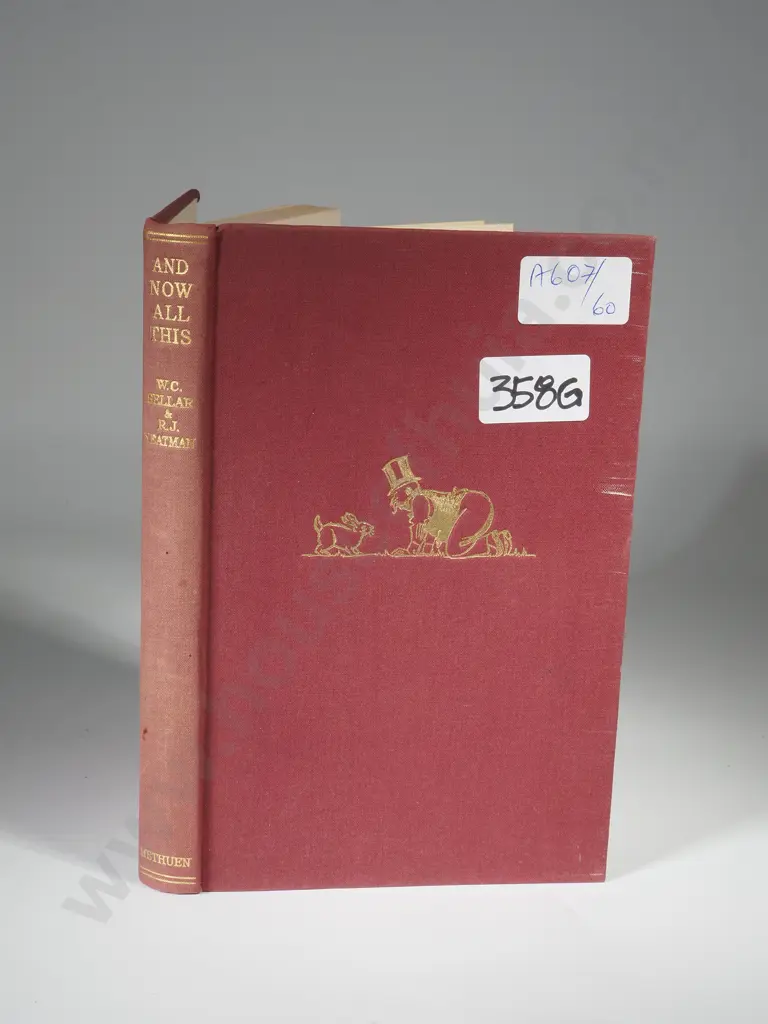 AND
NOW
ALL
THIS
W.C.
SELLAR
&
R.J.
YEATMAN
METHUEN
A607/
60
358G